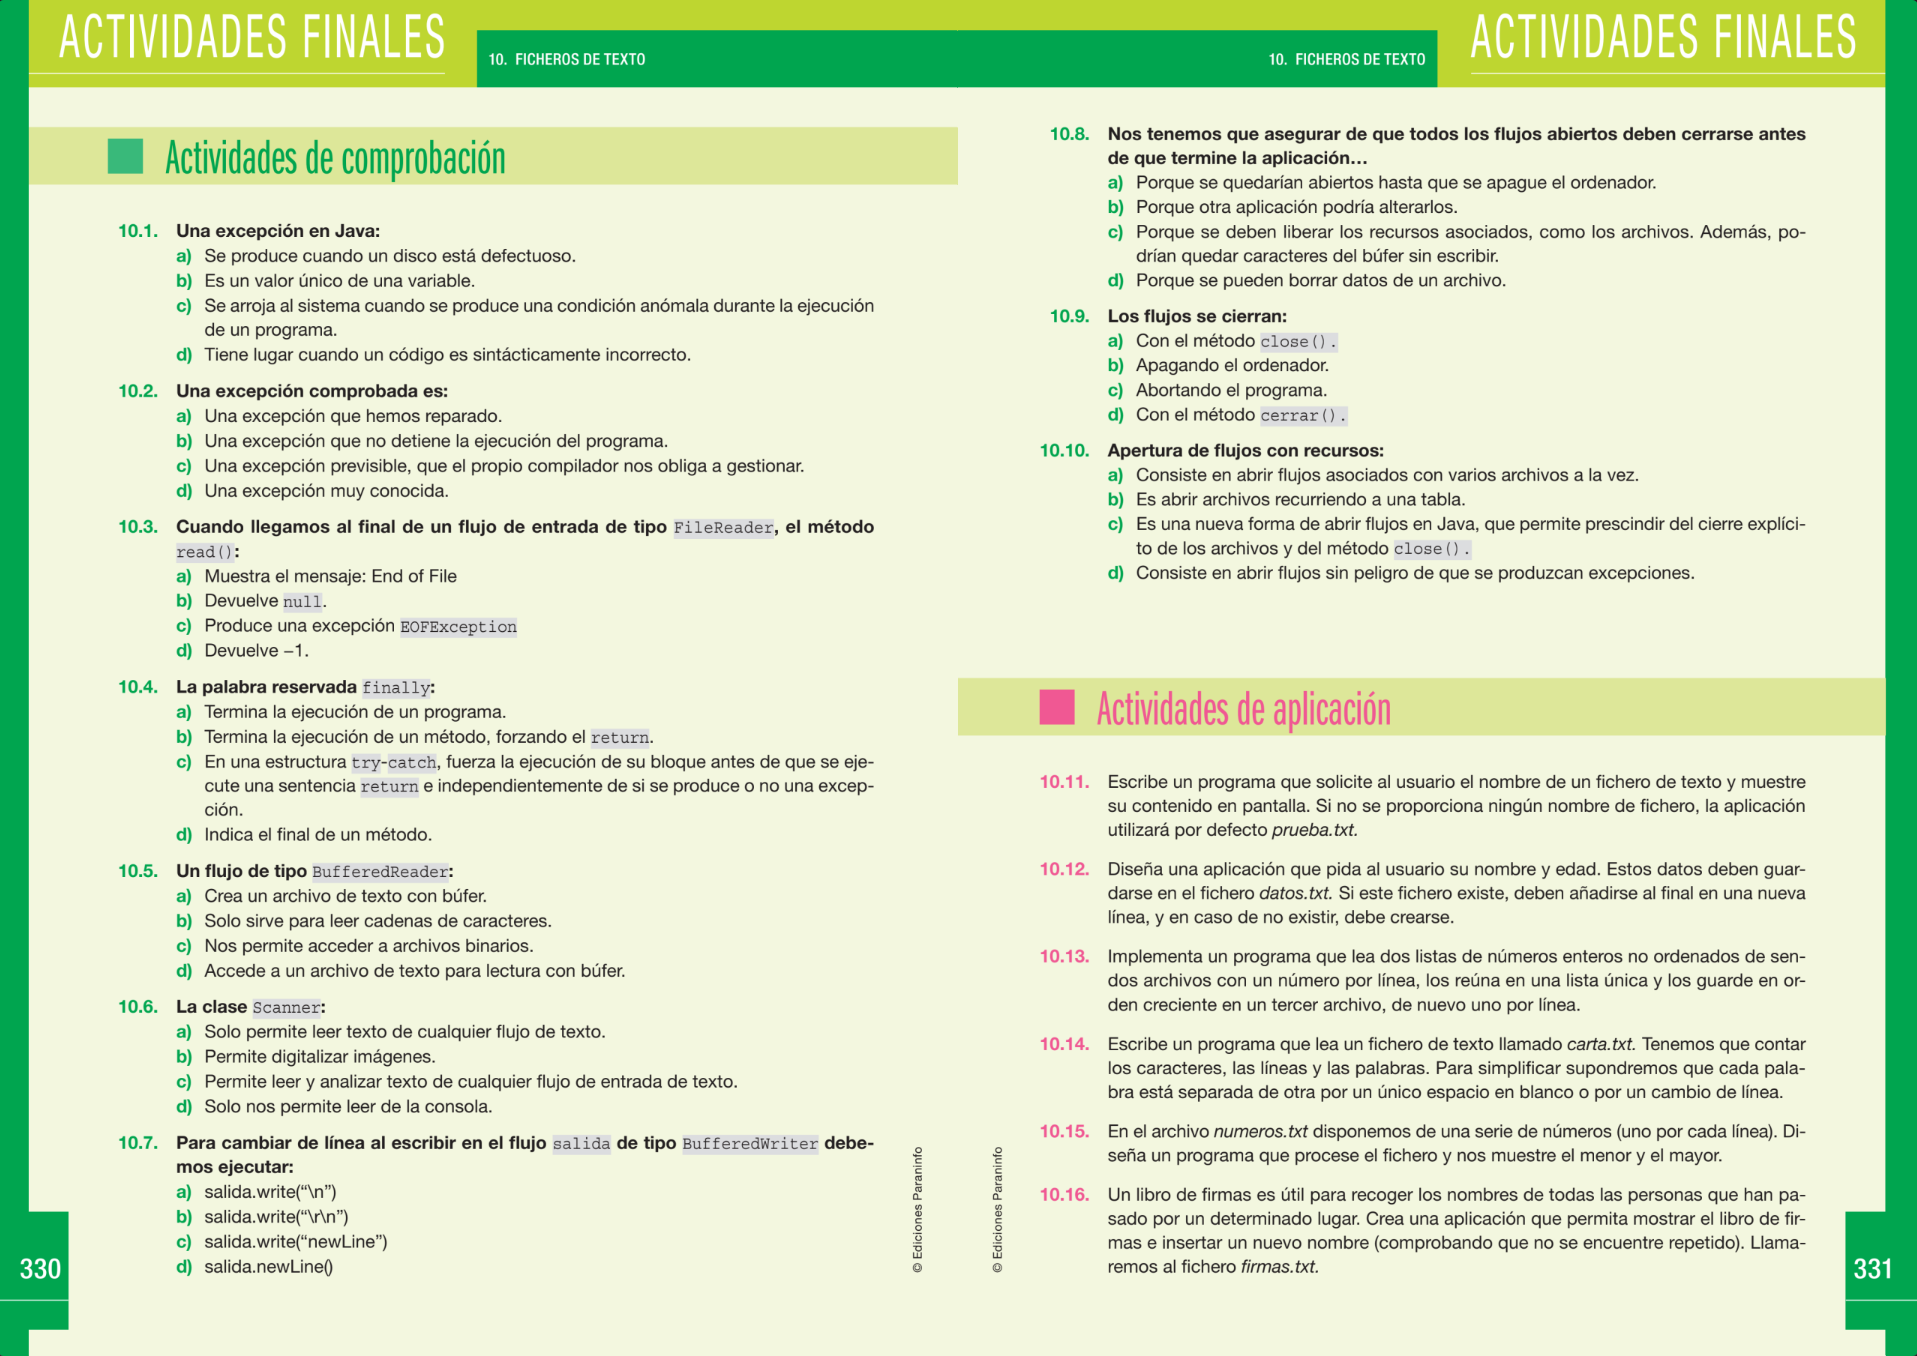 ACTIVIDADES FINALES
10. FICHEROS DE TEXTO
Actividades de comprobación
10.1. Una excepción en Java:
a) Se produce cuando un disco está defectuoso.
b) Es un valor único de una variable.
c) Se arroja al sistema cuando se produce una condición anómala durante la ejecución
de un programa.
d) Tiene lugar cuando un código es sintácticamente incorrecto.
10.2. Una excepción comprobada es:
a) Una excepción que hemos reparado.
b) Una excepción que no detiene la ejecución del programa.
c) Una excepción previsible, que el propio compilador nos obliga a gestionar.
d) Una excepción muy conocida.
10.3. Cuando llegamos al final de un flujo de entrada de tipo FileReader, el método
read():
a) Muestra el mensaje: End of File
b) Devuelve null.
c) Produce una excepción EOFException
d) Devuelve –1.
10.4. La palabra reservada finally:
a) Termina la ejecución de un programa.
b) Termina la ejecución de un método, forzando el return.
c) En una estructura try-catch, fuerza la ejecución de su bloque antes de que se eje-
cute una sentencia return e independientemente de si se produce o no una excep-
ción.
d) Indica el final de un método.
10.5. Un flujo de tipo BufferedReader:
a) Crea un archivo de texto con búfer.
b) Solo sirve para leer cadenas de caracteres.
c) Nos permite acceder a archivos binarios.
d) Accede a un archivo de texto para lectura con búfer.
10.6. La clase Scanner:
a) Solo permite leer texto de cualquier flujo de texto.
b) Permite digitalizar imágenes.
c) Permite leer y analizar texto de cualquier flujo de entrada de texto.
d) Solo nos permite leer de la consola.
10.7. Para cambiar de línea al escribir en el flujo salida de tipo BufferedWriter debe-
mos ejecutar:
a) salida.write(“\n”)
b) salida.write(“\r\n”)
c) salida.write(“newLine”)
d) salida.newLine()
© Ediciones Paraninfo
330
10. FICHEROS DE TEXTO
ACTIVIDADES FINALES
10.8. Nos tenemos que asegurar de que todos los flujos abiertos deben cerrarse antes
de que termine la aplicación…
a) Porque se quedarían abiertos hasta que se apague el ordenador.
b) Porque otra aplicación podría alterarlos.
c) Porque se deben liberar los recursos asociados, como los archivos. Además, po-
drían quedar caracteres del búfer sin escribir.
d) Porque se pueden borrar datos de un archivo.
10.9. Los flujos se cierran:
a) Con el método close().
b) Apagando el ordenador.
c) Abortando el programa.
d) Con el método cerrar().
10.10. Apertura de flujos con recursos:
a) Consiste en abrir flujos asociados con varios archivos a la vez.
b) Es abrir archivos recurriendo a una tabla.
c) Es una nueva forma de abrir flujos en Java, que permite prescindir del cierre explíci-
to de los archivos y del método close().
d) Consiste en abrir flujos sin peligro de que se produzcan excepciones.
Actividades de aplicación
10.11. Escribe un programa que solicite al usuario el nombre de un fichero de texto y muestre
su contenido en pantalla. Si no se proporciona ningún nombre de fichero, la aplicación
utilizará por defecto prueba.txt.
10.12. Diseña una aplicación que pida al usuario su nombre y edad. Estos datos deben guar-
darse en el fichero datos.txt. Si este fichero existe, deben añadirse al final en una nueva
línea, y en caso de no existir, debe crearse.
10.13. Implementa un programa que lea dos listas de números enteros no ordenados de sen-
dos archivos con un número por línea, los reúna en una lista única y los guarde en or-
den creciente en un tercer archivo, de nuevo uno por línea.
10.14. Escribe un programa que lea un fichero de texto llamado carta.txt. Tenemos que contar
los caracteres, las líneas y las palabras. Para simplificar supondremos que cada pala-
bra está separada de otra por un único espacio en blanco o por un cambio de línea.
10.15. En el archivo numeros.txt disponemos de una serie de números (uno por cada línea). Di-
seña un programa que procese el fichero y nos muestre el menor y el mayor.
10.16. Un libro de firmas es útil para recoger los nombres de todas las personas que han pa-
sado por un determinado lugar. Crea una aplicación que permita mostrar el libro de fir-
mas e insertar un nuevo nombre (comprobando que no se encuentre repetido). Llama-
remos al fichero firmas.txt.
© Ediciones Paraninfo
331